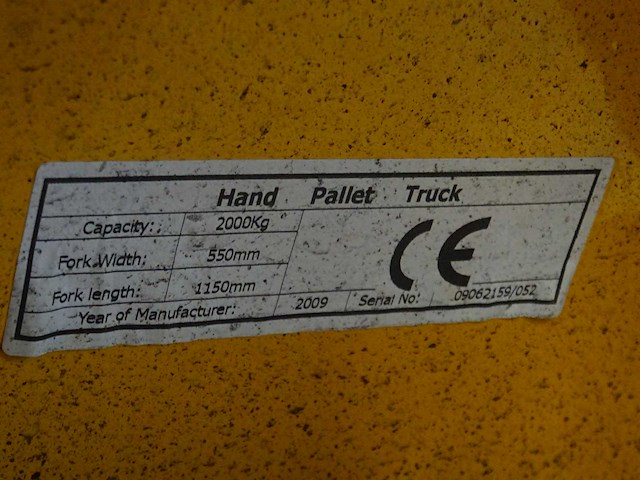 Hand Pallet Truck
Capacity: 2000Kg
Fork Width: 550mm
Fork length: 1150mm
CE
Year of Manufacturer: 2009 Serial No: 09062159/052